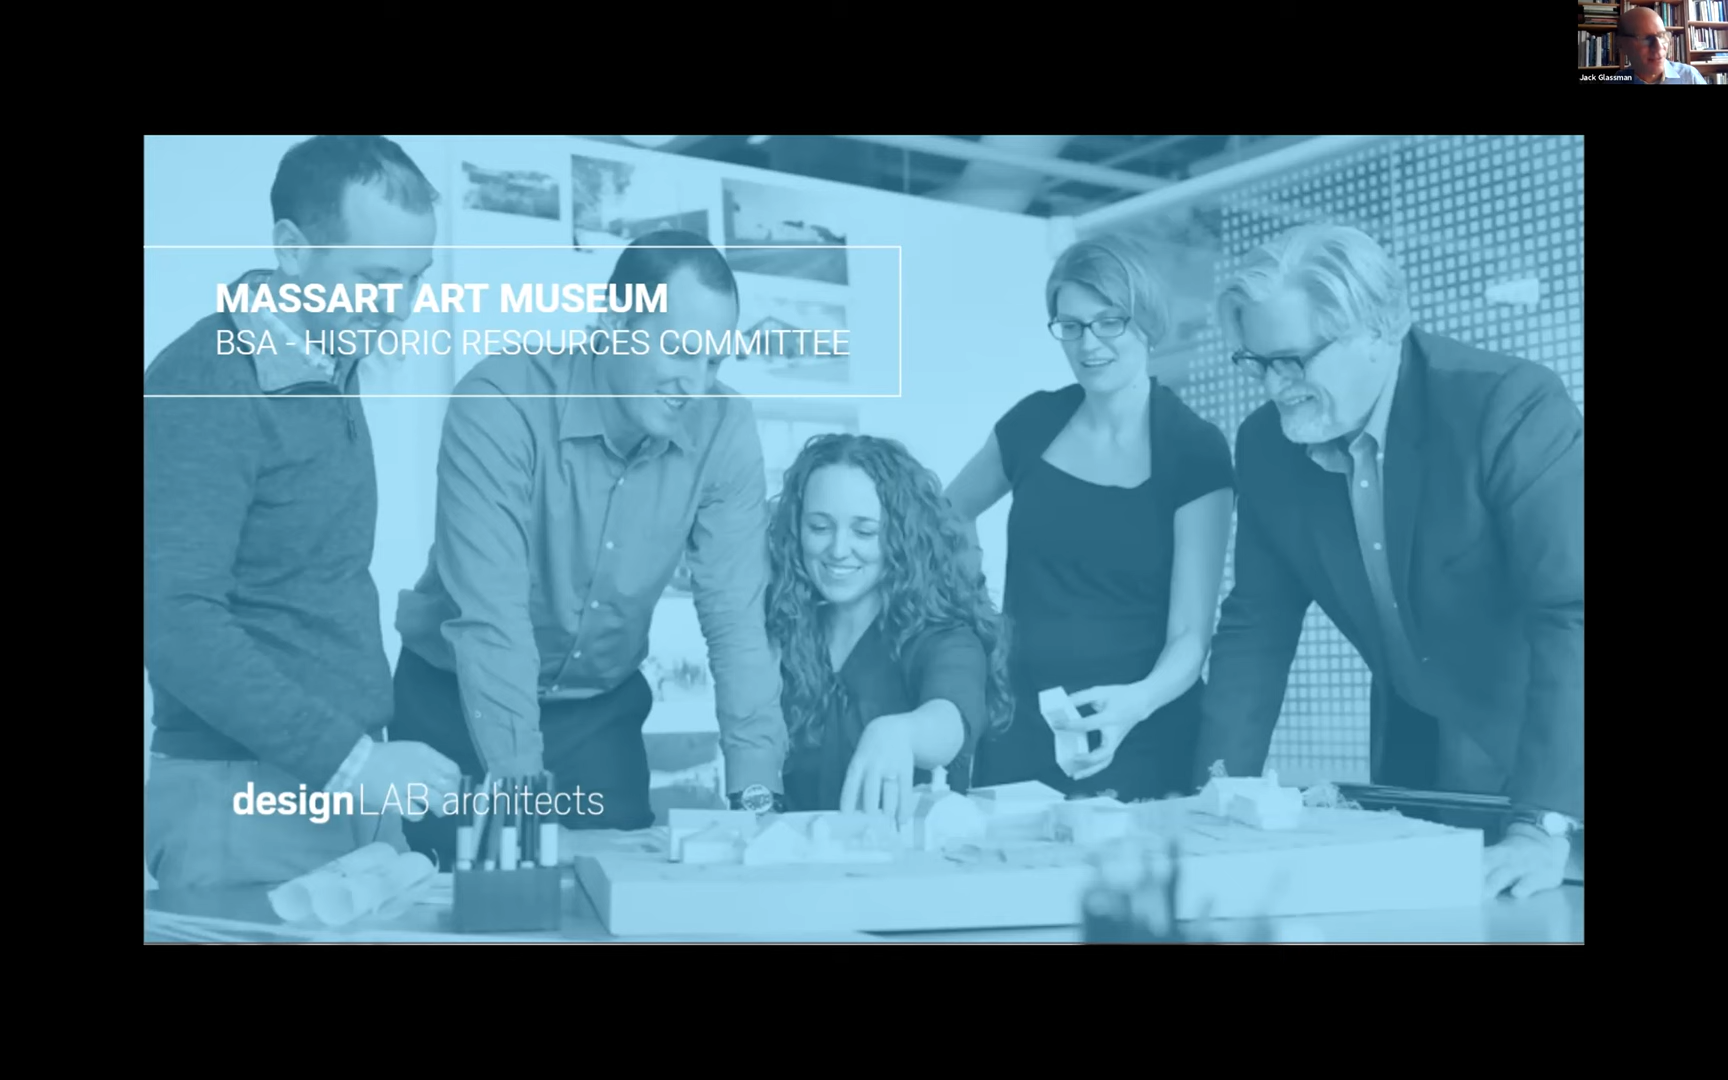 Jack Glassman
MASSART ART MUSEUM
BSA - HISTORIC RESOURCES COMMITTEE
designLAB architects